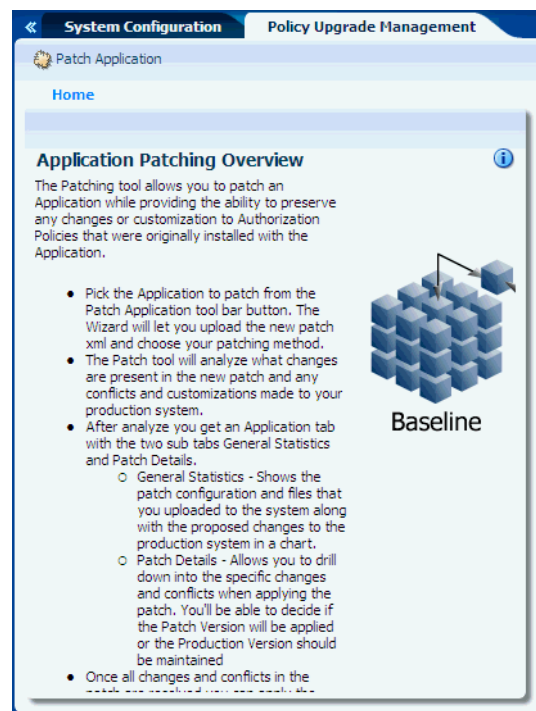 « System Configuration Policy Upgrade Management
Patch Application
Home
Application Patching Overview
The Patching tool allows you to patch an
Application while providing the ability to preserve
any changes or customization to Authorization
Policies that were originally installed with the
Application.
● Pick the Application to patch from the
Patch Application tool bar button. The
Wizard will let you upload the new patch
xml and choose your patching method.
● The Patch tool will analyze what changes
are present in the new patch and any
conflicts and customizations made to your
production system.
● After analyze you get an Application tab
with the two sub tabs General Statistics
and Patch Details.
○ General Statistics - Shows the
patch configuration and files that
you uploaded to the system along
with the proposed changes to the
production system in a chart.
○ Patch Details - Allows you to drill
down into the specific changes
and conflicts when applying the
patch. You'll be able to decide if
the Patch Version will be applied
or the Production Version should
be maintained
● Once all changes and conflicts in the
Baseline